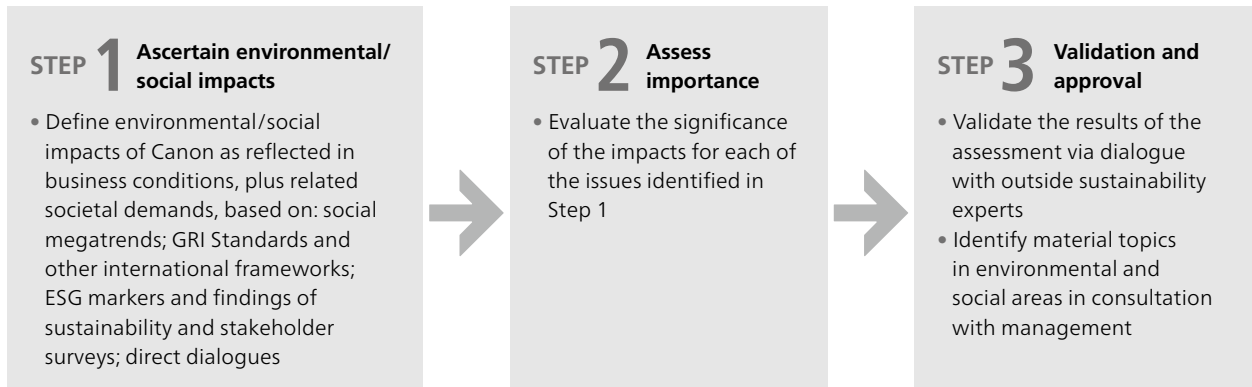 STEP 1 Ascertain environmental/
social impacts
• Define environmental/social
impacts of Canon as reflected in
business conditions, plus related
societal demands, based on: social
megatrends; GRI Standards and
other international frameworks;
ESG markers and findings of
sustainability and stakeholder
surveys; direct dialogues
STEP 2 Assess
importance
• Evaluate the significance
of the impacts for each of
the issues identified in
Step 1
STEP 3 Validation and
approval
• Validate the results of the
assessment via dialogue
with outside sustainability
experts
• Identify material topics
in environmental and
social areas in consultation
with management